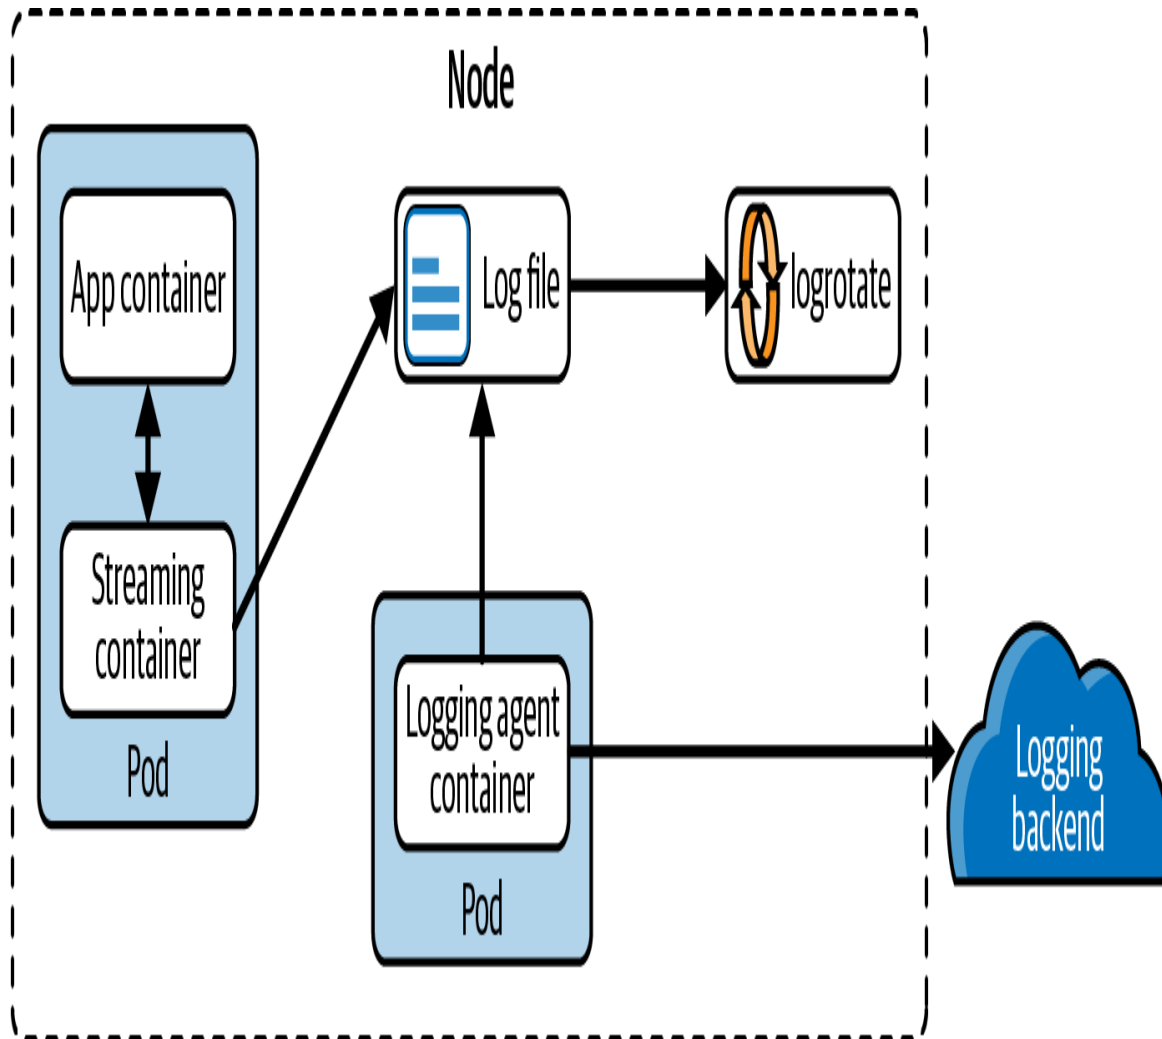 Node
App container
Log file
logrotate
Streaming
container
Pod
Logging agent
container
Pod
Logging
backend